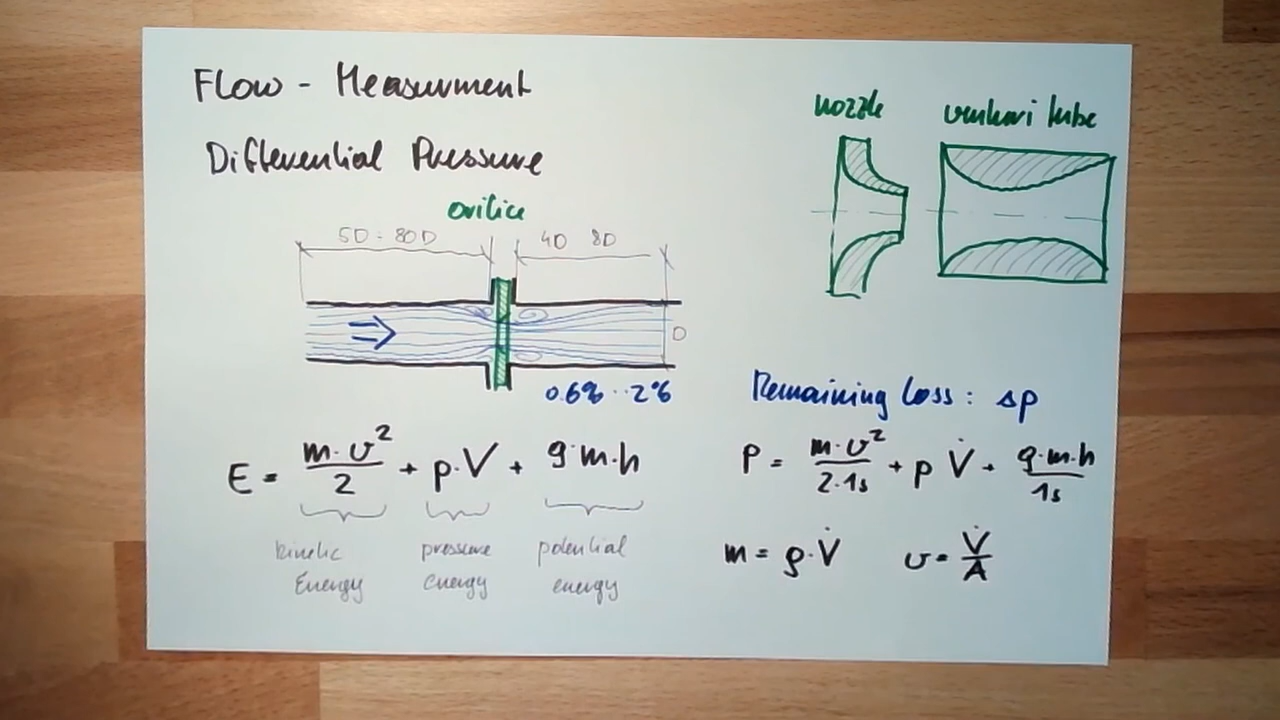 Flow - Measurment
Differential Pressure
orifice
5D ÷ 80D
4D 8D
D
0.6% ·· 2%
E = m·v²/2 + p·V + g·m·h
kinetic Energy
pressure energy
potential energy
nozzle
venturi tube
Remaining loss: Δp
P = m·v²/2·1s + p V̇ + g·m·h/1s
m = ρ·V̇
v = V̇/A